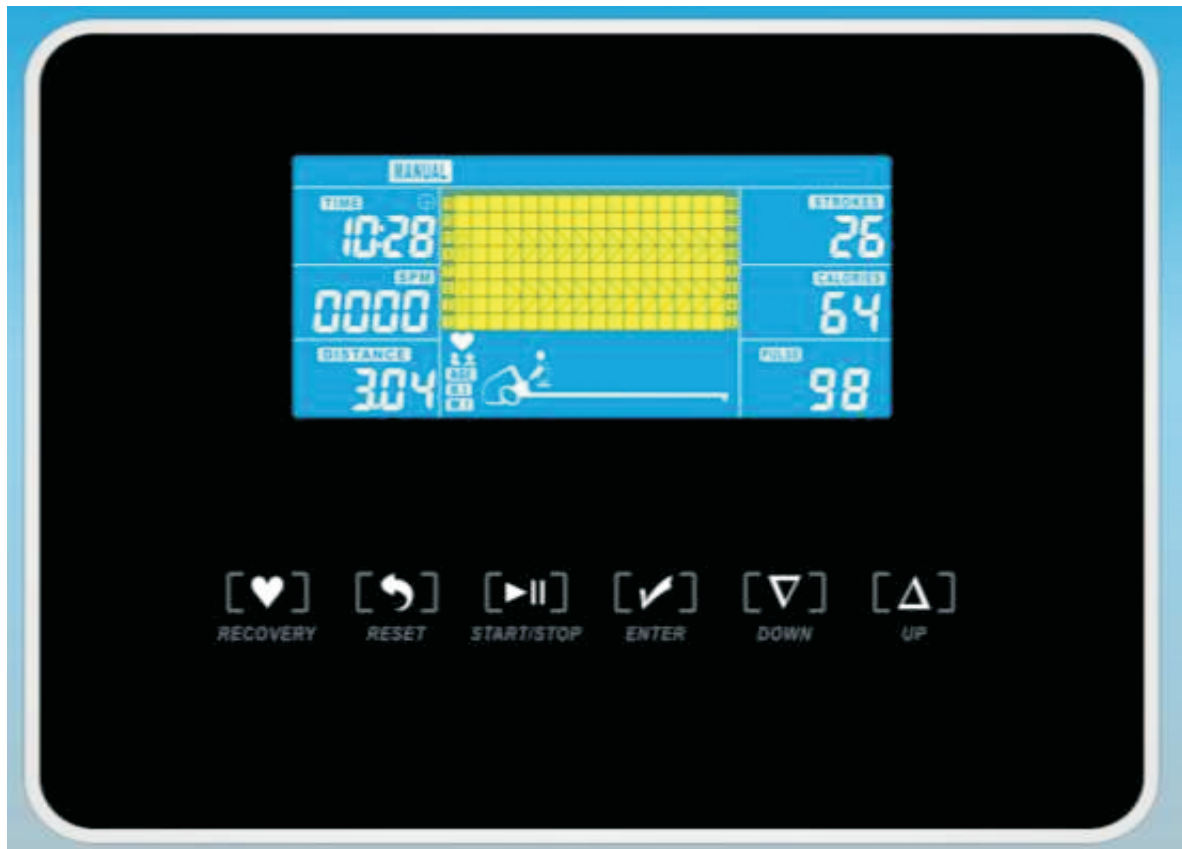 MANUAL
TIME
10:28
SPM
0000
DISTANCE
3.04
AGE
STROKES
26
CALORIES
64
PULSE
98
RECOVERY RESET START/STOP ENTER DOWN UP